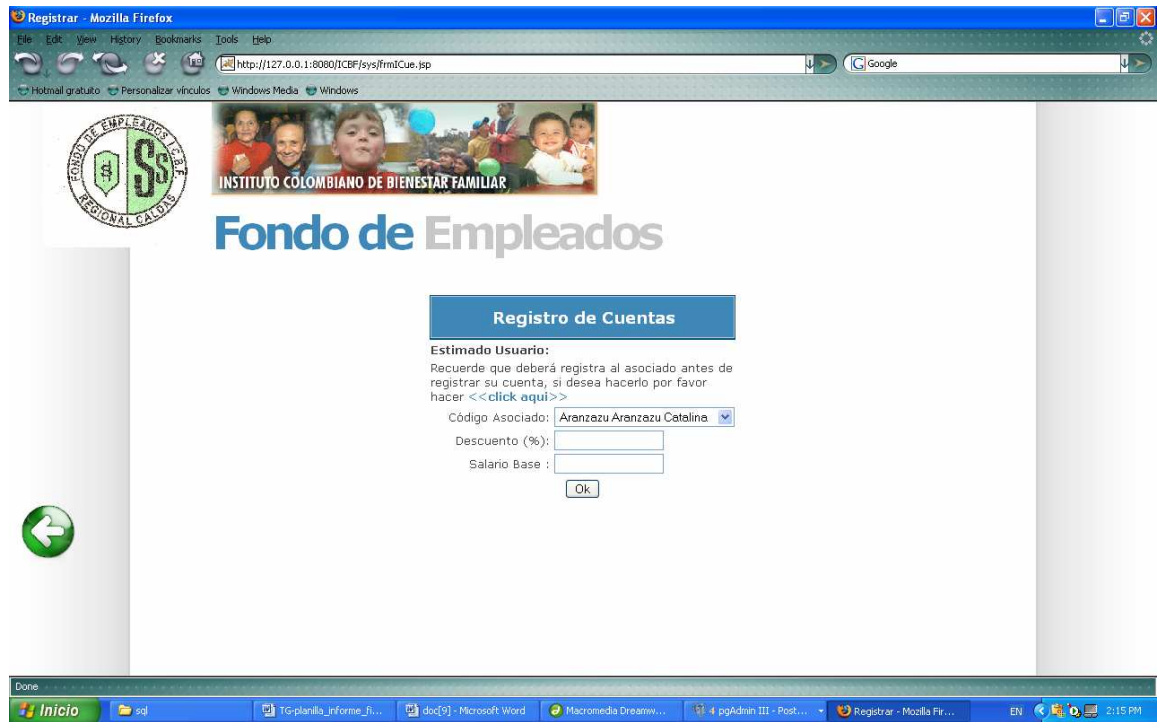 Registrar - Mozilla Firefox
File Edit View History Bookmarks Tools Help
http://127.0.0.1:8080/ICBF/sys/frmICue.jsp
G Google
Hotmail gratuito Personalizar vínculos Windows Media Windows
FONDO DE EMPLEADOS I.C.B.F.
SS
REGIONAL CALDAS
INSTITUTO COLOMBIANO DE BIENESTAR FAMILIAR
Fondo de Empleados
Registro de Cuentas
Estimado Usuario:
Recuerde que deberá registra al asociado antes de
registrar su cuenta, si desea hacerlo por favor
hacer <<click aqui>>
Código Asociado: Aranzazu Aranzazu Catalina
Descuento (%):
Salario Base :
Ok
Done
Inicio sql TG-planilla_informe_fi... doc[9] - Microsoft Word Macromedia Dreamw... 4 pgAdmin III - Post... Registrar - Mozilla Fir... EN 2:15 PM